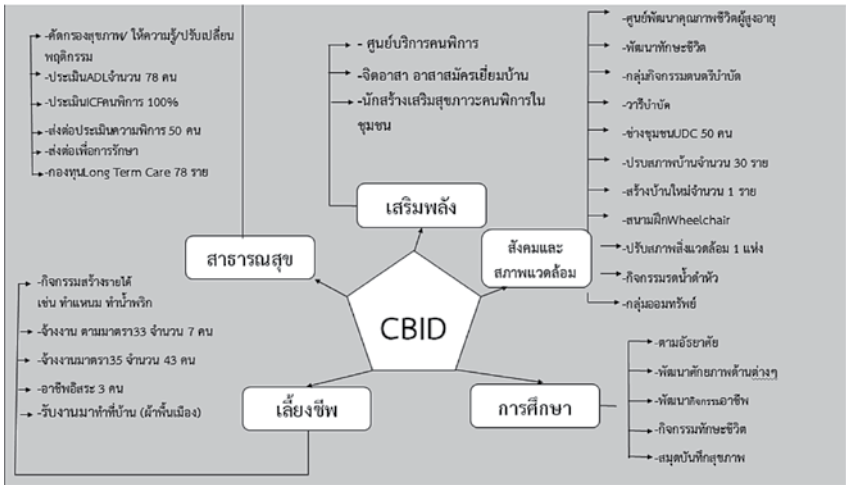 -คัดกรองสุขภาพ/ ให้ความรู้/ปรับเปลี่ยน
พฤติกรรม
-ประเมินADLจำนวน 78 คน
-ประเมินICFคนพิการ 100%
-ส่งต่อประเมินความพิการ 50 คน
-ส่งต่อเพื่อการรักษา
-กองทุนLong Term Care 78 ราย
สาธารณสุข
- ศูนย์บริการคนพิการ
-จิตอาสา อาสาสมัครเยี่ยมบ้าน
-นักสร้างเสริมสุขภาวะคนพิการใน
ชุมชน
เสริมพลัง
-ศูนย์พัฒนาคุณภาพชีวิตผู้สูงอายุ
-พัฒนาทักษะชีวิต
-กลุ่มกิจกรรมดนตรีบำบัด
-วารีบำบัด
-ช่างชุมชนUDC 50 คน
-ปรบสภาพบ้านจำนวน 30 ราย
-สร้างบ้านใหม่จำนวน 1 ราย
-สนามฝึกWheelchair
-ปรับสภาพสิ่งแวดล้อม 1 แห่ง
-กิจกรรมรดน้ำดำหัว
-กลุ่มออมทรัพย์
สังคมและ
สภาพแวดล้อม
CBID
-กิจกรรมสร้างรายได้
เช่น ทำแหนม ทำน้ำพริก
-จ้างงาน ตามมาตรา33 จำนวน 7 คน
-จ้างงานมาตรา35 จำนวน 43 คน
-อาชีพอิสระ 3 คน
-รับงานมาทำที่บ้าน (ผ้าพื้นเมือง)
เลี้ยงชีพ
การศึกษา
-ตามอัธยาศัย
-พัฒนาศักยภาพด้านต่างๆ
-พัฒนากิจกรรมอาชีพ
-กิจกรรมทักษะชีวิต
-สมุดบันทึกสุขภาพ